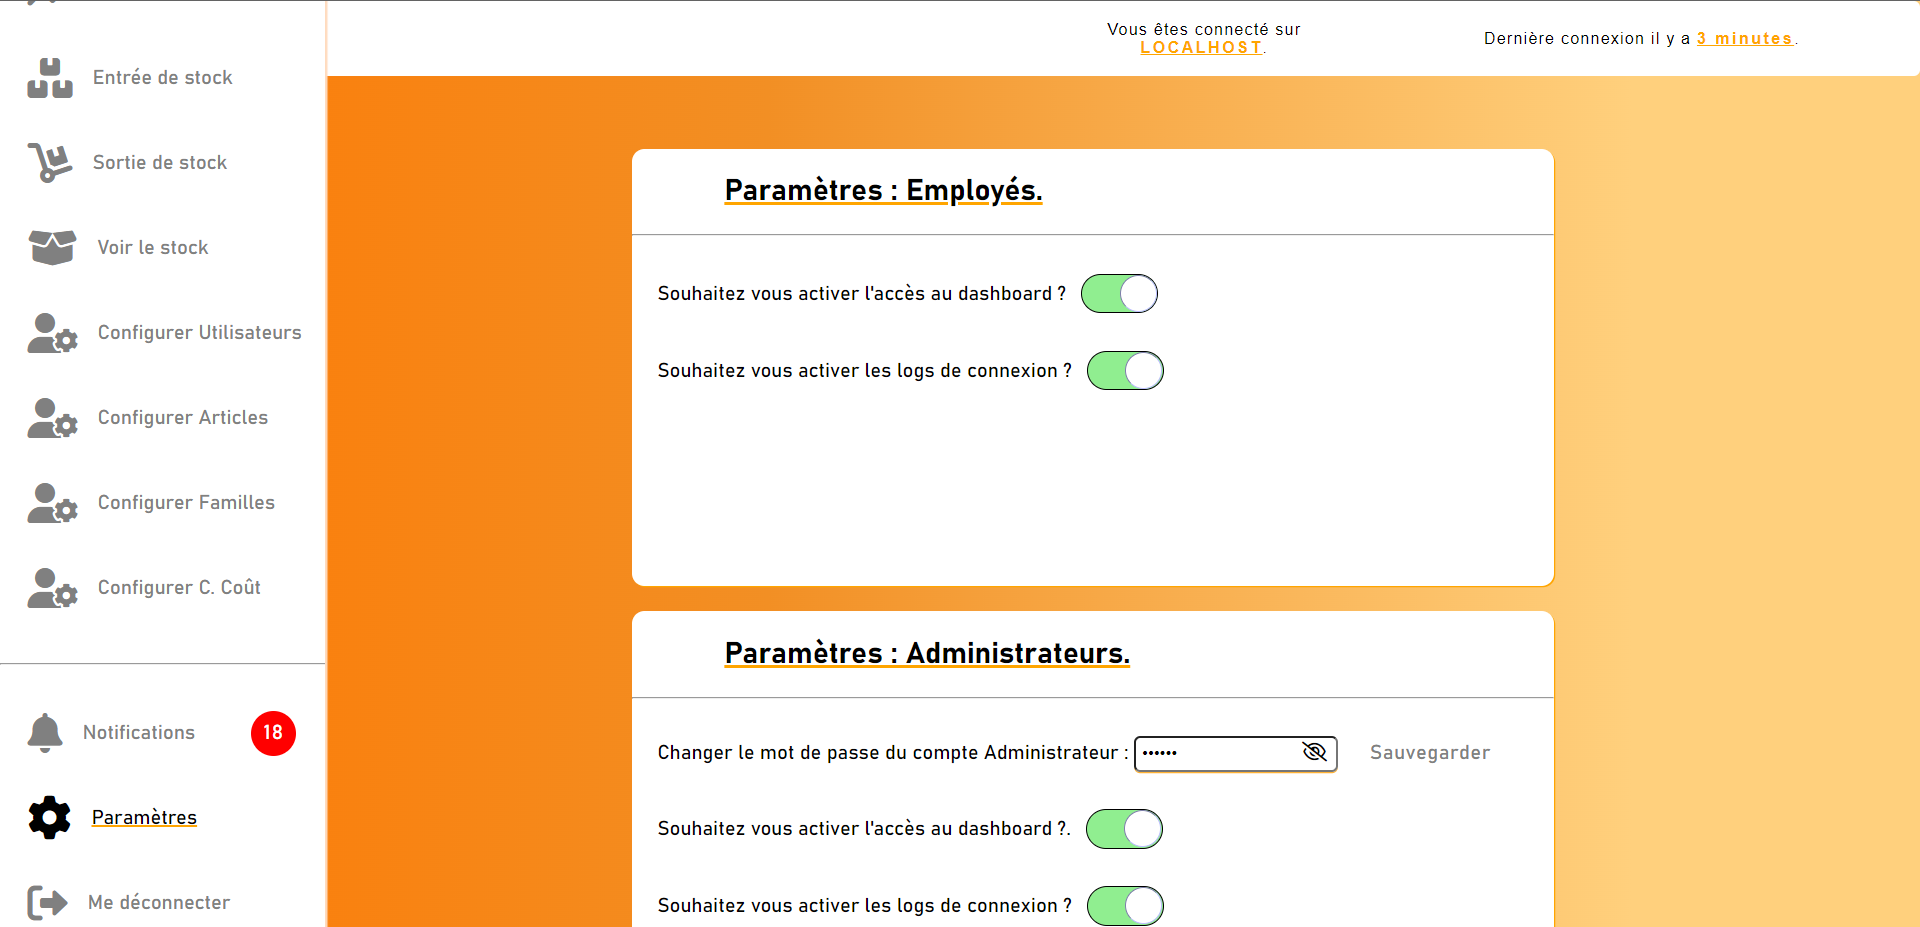 Entrée de stock
Sortie de stock
Voir le stock
Configurer Utilisateurs
Configurer Articles
Configurer Familles
Configurer C. Coût
Notifications 18
Paramètres
Me déconnecter
Vous êtes connecté sur
LOCALHOST.
Dernière connexion il y a 3 minutes.
Paramètres : Employés.
Souhaitez vous activer l'accès au dashboard ?
Souhaitez vous activer les logs de connexion ?
Paramètres : Administrateurs.
Changer le mot de passe du compte Administrateur : •••••• Sauvegarder
Souhaitez vous activer l'accès au dashboard ?.
Souhaitez vous activer les logs de connexion ?